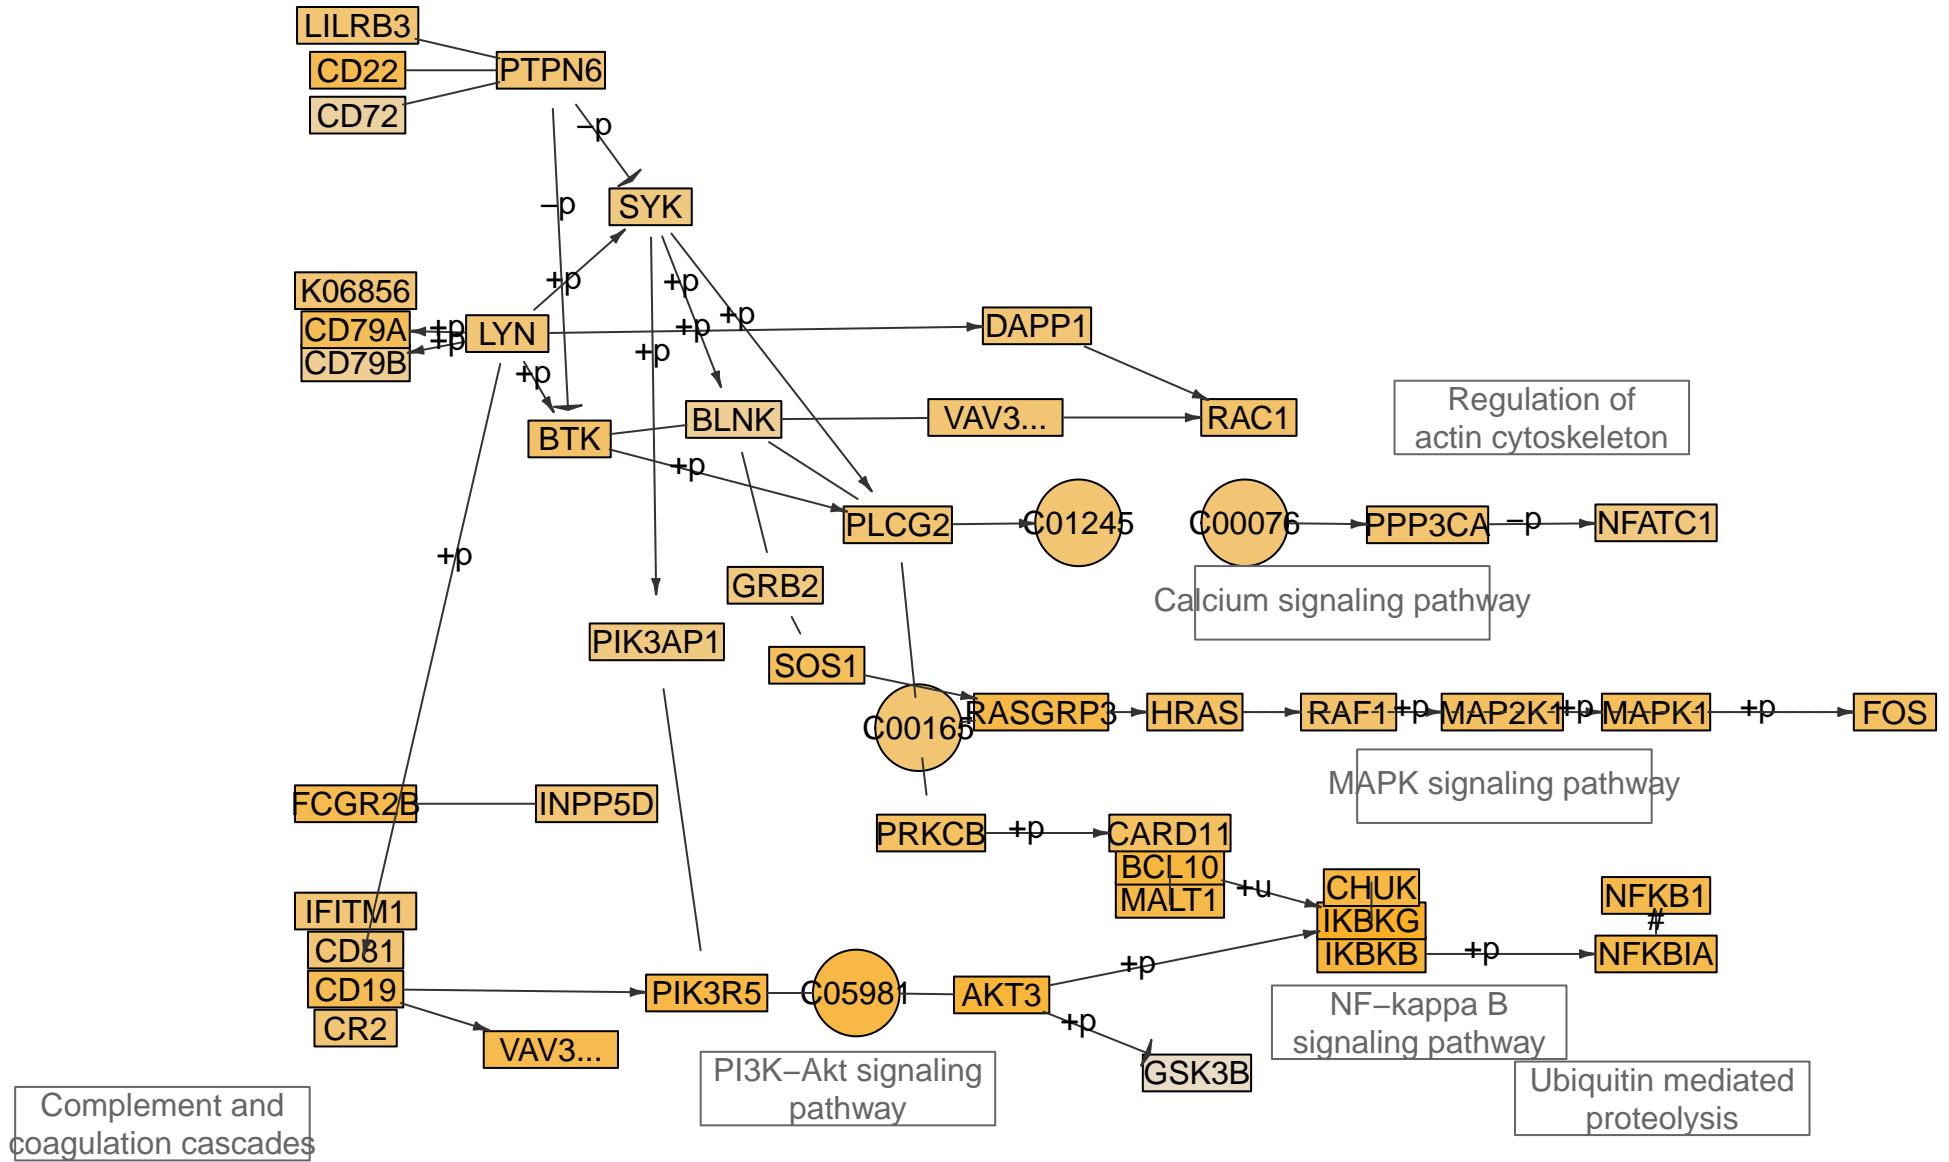 LILRB3
CD22
PTPN6
CD72
−p
−p
SYK
+p
+p
K06856
+p
CD79A
+p
LYN
+p
DAPP1
+p
CD79B
+p
+p
BLNK
VAV3...
RAC1
Regulation of
actin cytoskeleton
BTK
+p
PLCG2
C01245
C00076
PPP3CA
−p
NFATC1
+p
GRB2
Calcium signaling pathway
PIK3AP1
SOS1
C00165
RASGRP3
HRAS
RAF1
+p
MAP2K1
+p
MAPK1
+p
FOS
MAPK signaling pathway
FCGR2B
INPP5D
PRKCB
+p
CARD11
BCL10
MALT1
+u
CHUK
IKBKG
IKBKB
NFKB1
#
NFKBIA
+p
IFITM1
CD81
CD19
CR2
VAV3...
PIK3R5
C05981
AKT3
+p
+p
GSK3B
NF−kappa B
signaling pathway
PI3K−Akt signaling
pathway
Ubiquitin mediated
proteolysis
Complement and
coagulation cascades